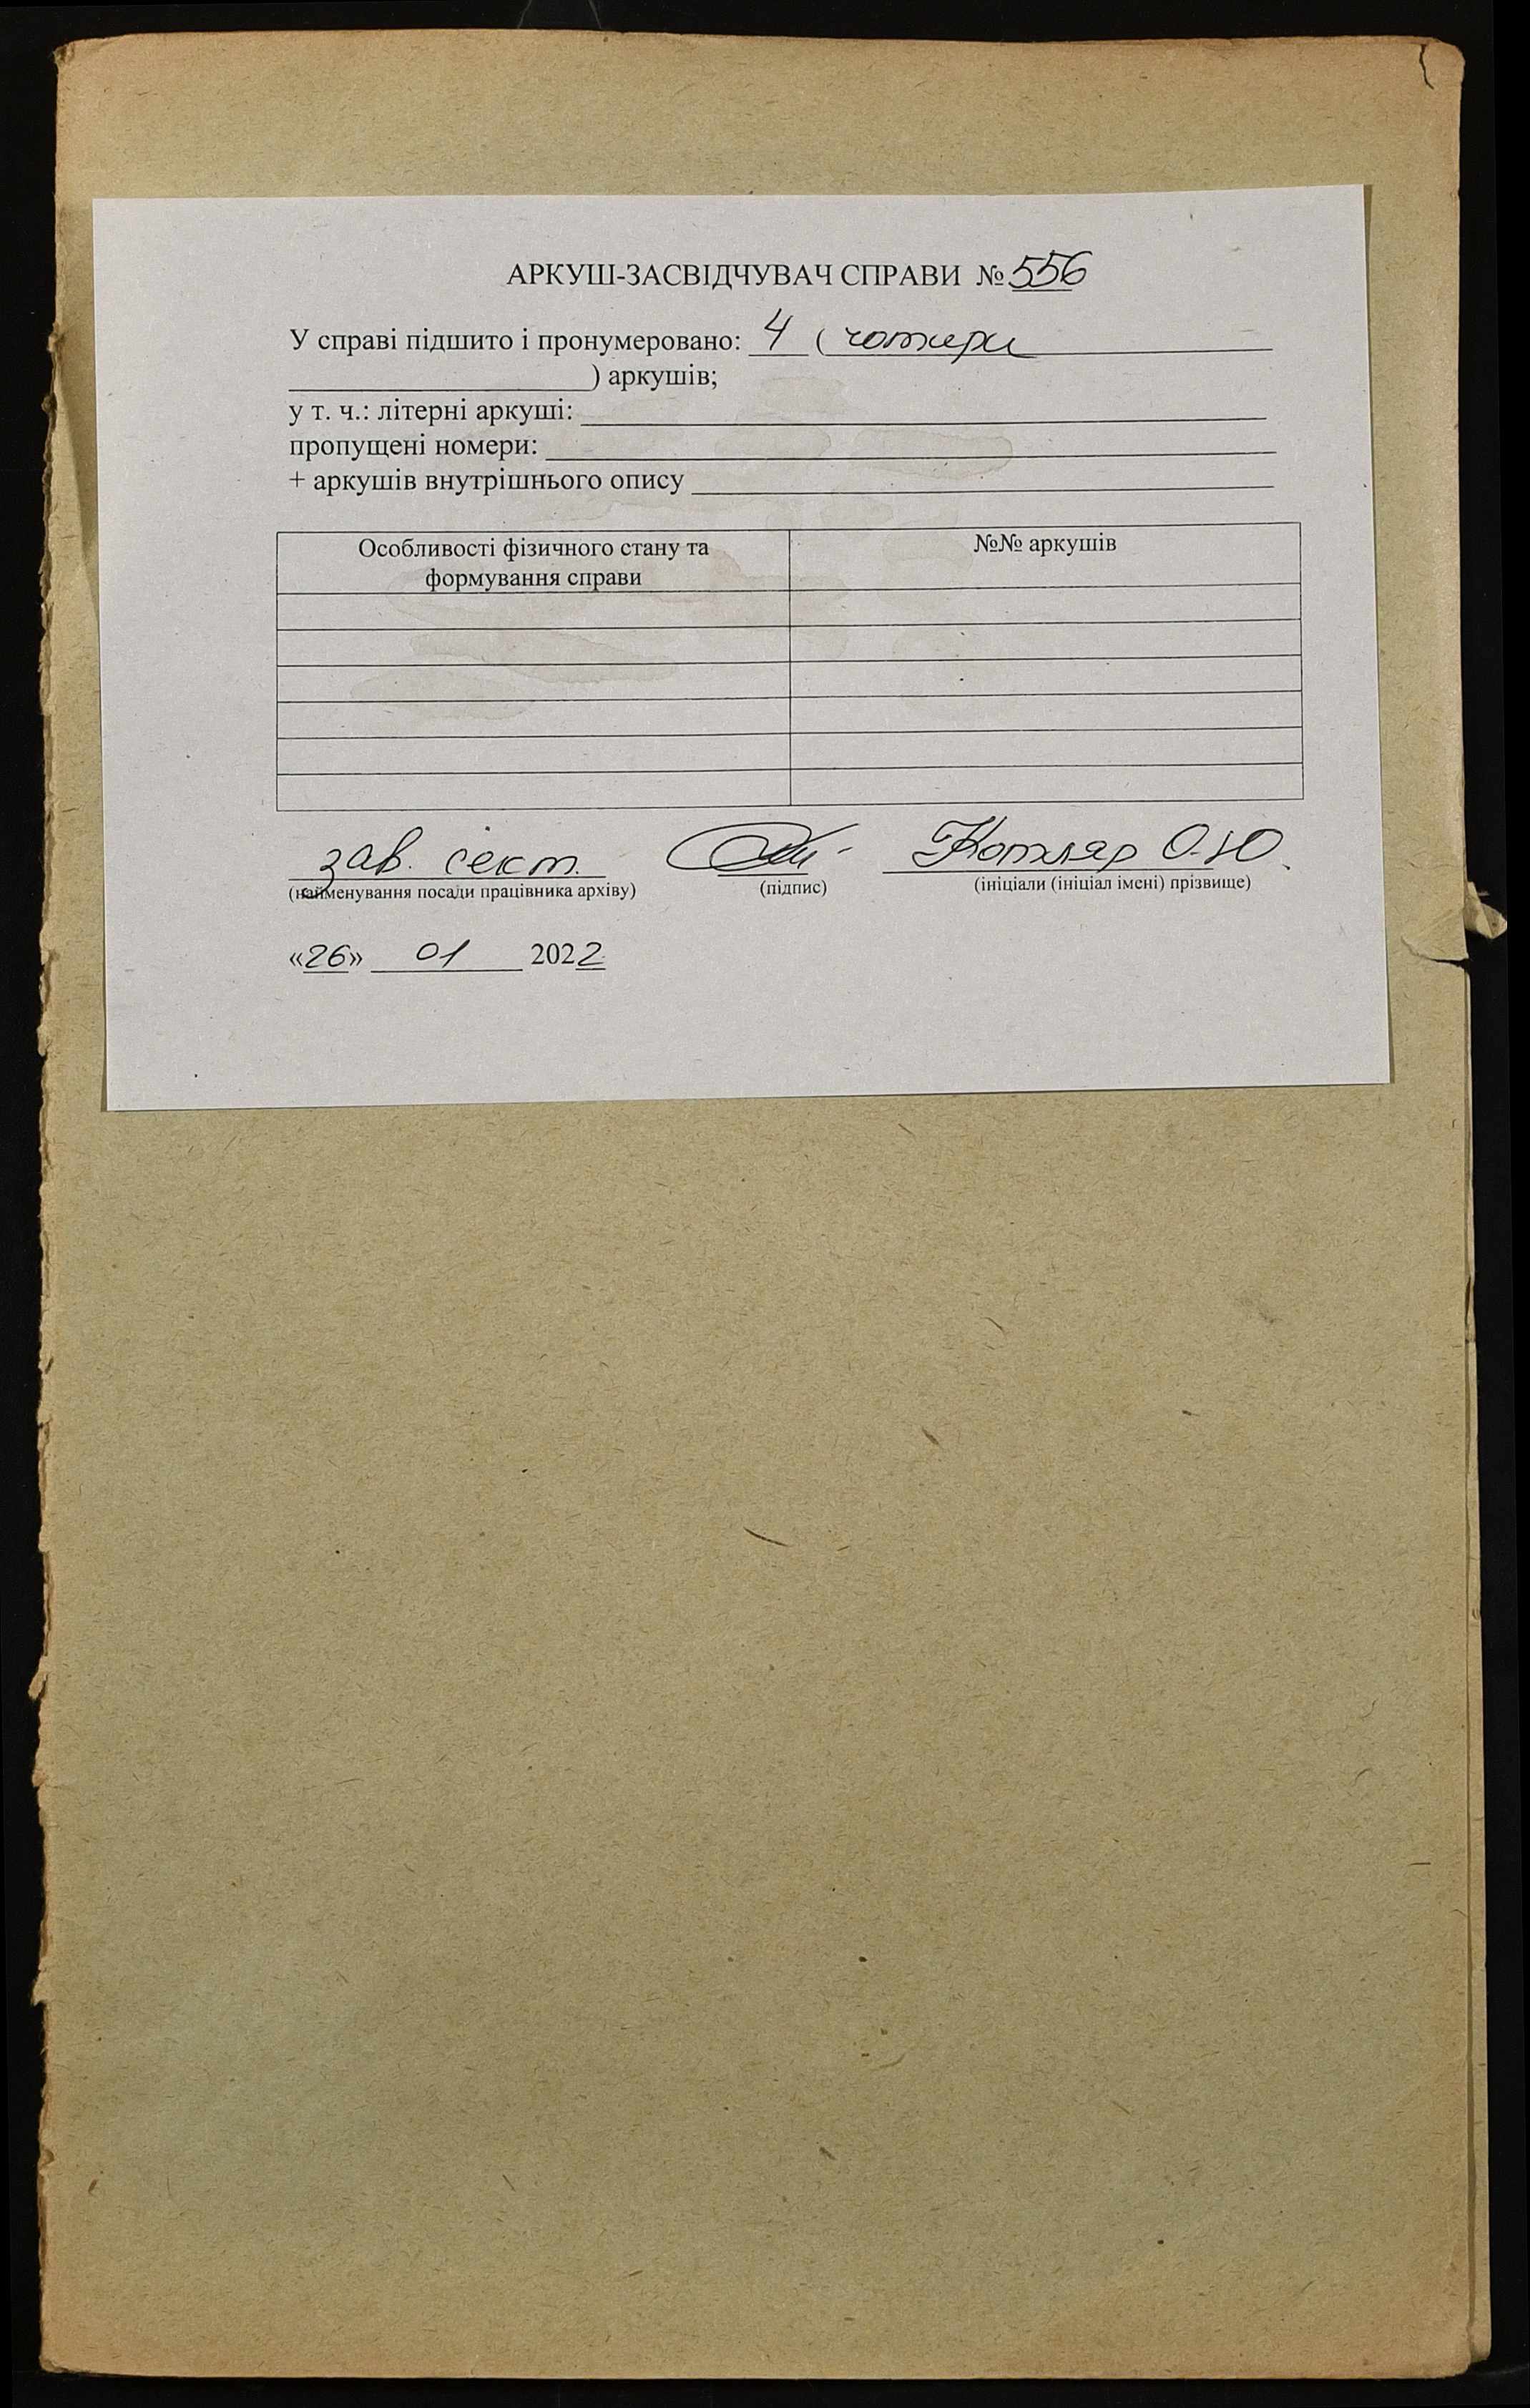 АРКУШ-ЗАСВІДЧУВАЧ СПРАВИ № 556
У справі підшито і пронумеровано: 4 ( чотири
) аркушів;
у т. ч.: літерні аркуші:
пропущені номери:
+ аркушів внутрішнього опису
Особливості фізичного стану та
формування справи
№№ аркушів
зав. сект. Котляр О.Ю.
(найменування посади працівника архіву) (підпис) (ініціали (ініціал імені) прізвище)
«26» 01 2022